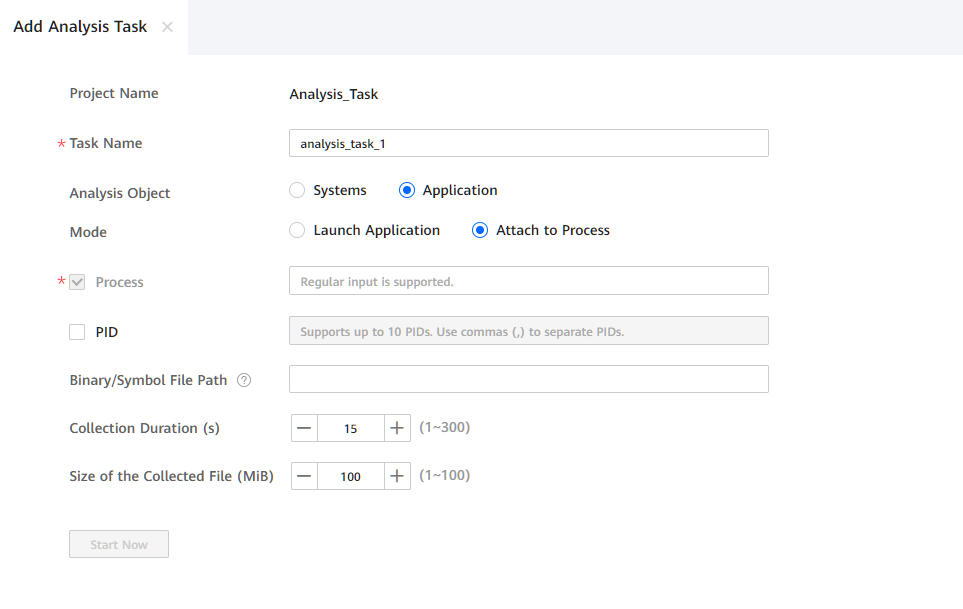 Add Analysis Task
Project Name Analysis_Task
* Task Name analysis_task_1
Analysis Object Systems Application
Mode Launch Application Attach to Process
* Process Regular input is supported.
PID Supports up to 10 PIDs. Use commas (,) to separate PIDs.
Binary/Symbol File Path ?
Collection Duration (s) — 15 + (1~300)
Size of the Collected File (MiB) — 100 + (1~100)
Start Now